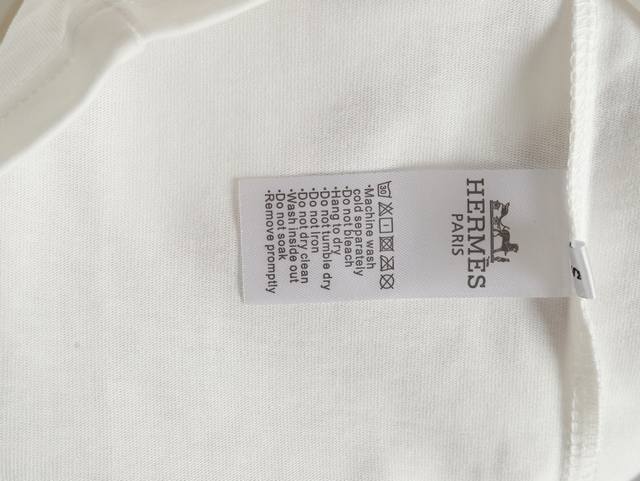 HERMÈS
PARIS
30
•Machine wash
cold separately
•Do not bleach
•Hang to dry
•Do not tumble dry
•Do not Iron
•Do not dry clean
•Wash inside out
•Do not soak
•Remove promptly